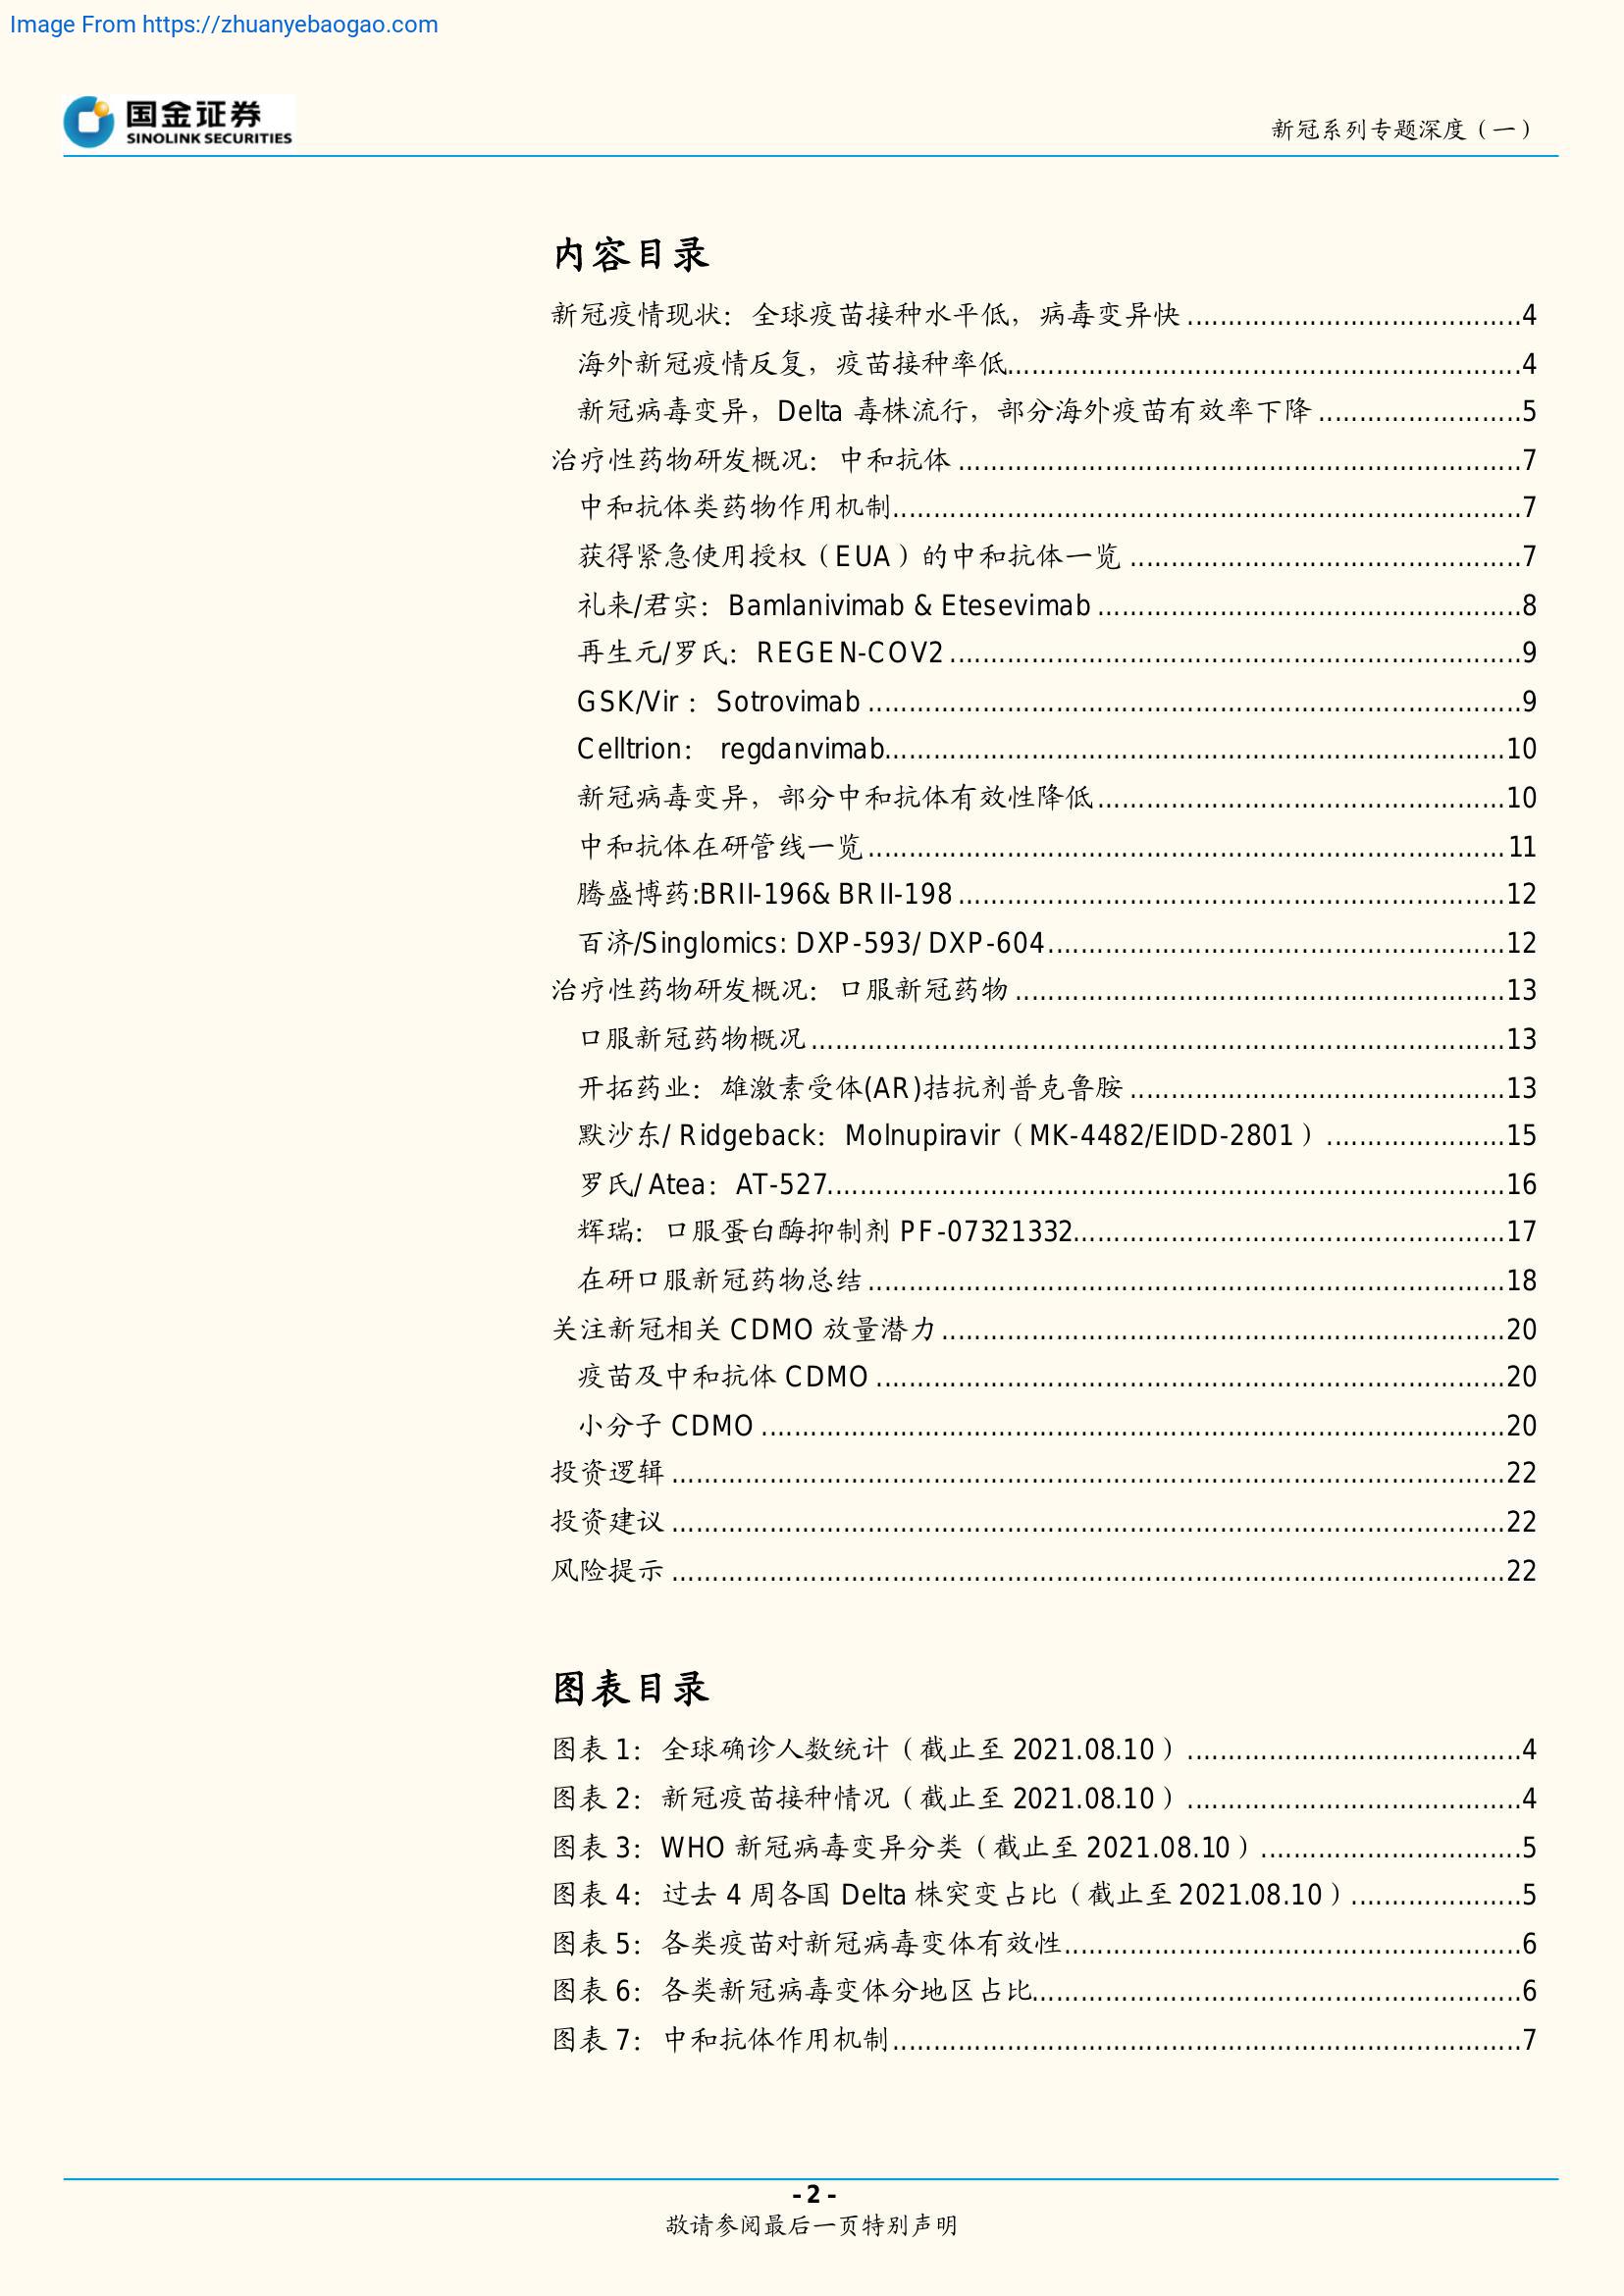 Image From https://zhuanyebaogao.com
国金证券
SINOLINK SECURITIES
新冠系列专题深度（一）
内容目录
新冠疫情现状：全球疫苗接种水平低，病毒变异快........................................4
海外新冠疫情反复，疫苗接种率低..............................................................4
新冠病毒变异，Delta 毒株流行，部分海外疫苗有效率下降........................5
治疗性药物研发概况：中和抗体....................................................................7
中和抗体类药物作用机制............................................................................7
获得紧急使用授权（EUA）的中和抗体一览...............................................7
礼来/君实：Bamlanivimab & Etesevimab...................................................8
再生元/罗氏：REGEN-COV2.....................................................................9
GSK/Vir：Sotrovimab...............................................................................9
Celltrion： regdanvimab...........................................................................10
新冠病毒变异，部分中和抗体有效性降低.................................................10
中和抗体在研管线一览.............................................................................11
腾盛博药:BRII-196& BRII-198..................................................................12
百济/Singlomics: DXP-593/ DXP-604.......................................................12
治疗性药物研发概况：口服新冠药物...........................................................13
口服新冠药物概况....................................................................................13
开拓药业：雄激素受体(AR)拮抗剂普克鲁胺.............................................13
默沙东/ Ridgeback：Molnupiravir（MK-4482/EIDD-2801）.....................15
罗氏/ Atea：AT-527..................................................................................16
辉瑞：口服蛋白酶抑制剂 PF-07321332....................................................17
在研口服新冠药物总结.............................................................................18
关注新冠相关 CDMO 放量潜力....................................................................20
疫苗及中和抗体 CDMO............................................................................20
小分子 CDMO..........................................................................................20
投资逻辑.....................................................................................................22
投资建议.....................................................................................................22
风险提示.....................................................................................................22
图表目录
图表 1：全球确诊人数统计（截止至 2021.08.10）........................................4
图表 2：新冠疫苗接种情况（截止至 2021.08.10）........................................4
图表 3：WHO 新冠病毒变异分类（截止至 2021.08.10）...............................5
图表 4：过去 4 周各国 Delta 株突变占比（截止至 2021.08.10）....................5
图表 5：各类疫苗对新冠病毒变体有效性.......................................................6
图表 6：各类新冠病毒变体分地区占比...........................................................6
图表 7：中和抗体作用机制............................................................................7
- 2 -
敬请参阅最后一页特别声明